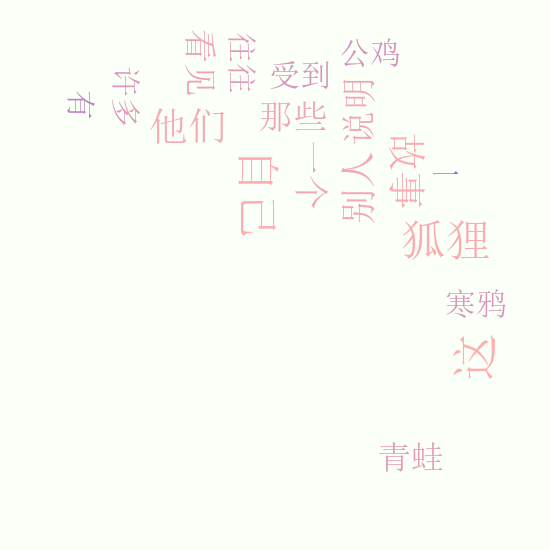 往往
看见
公鸡
受到
许多
有
说明
那些
他们
故事
一个
别人
一
自己
狐狸
寒鸦
这
青蛙